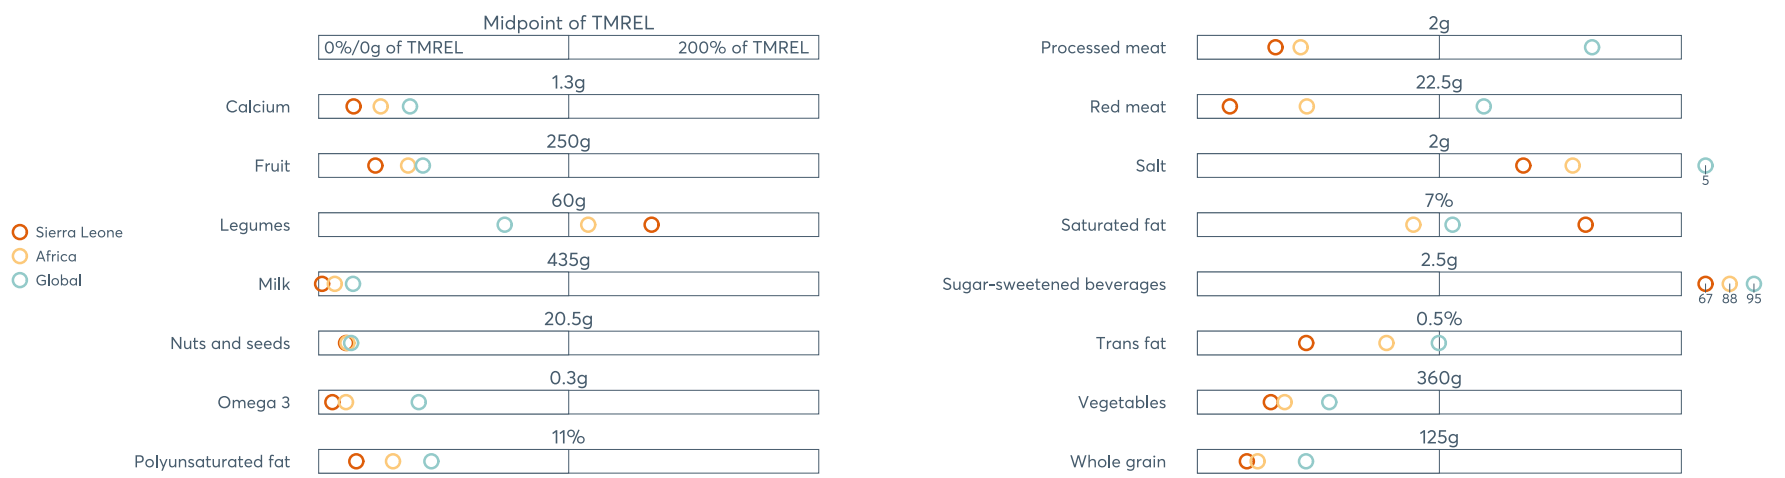 Midpoint of TMREL
0%/0g of TMREL 200% of TMREL
1.3g
Calcium
250g
Fruit
60g
Legumes
435g
Milk
20.5g
Nuts and seeds
0.3g
Omega 3
11%
Polyunsaturated fat
Sierra Leone
Africa
Global
2g
Processed meat
22.5g
Red meat
2g
Salt
5
7%
Saturated fat
2.5g
Sugar-sweetened beverages
67 88 95
0.5%
Trans fat
360g
Vegetables
125g
Whole grain